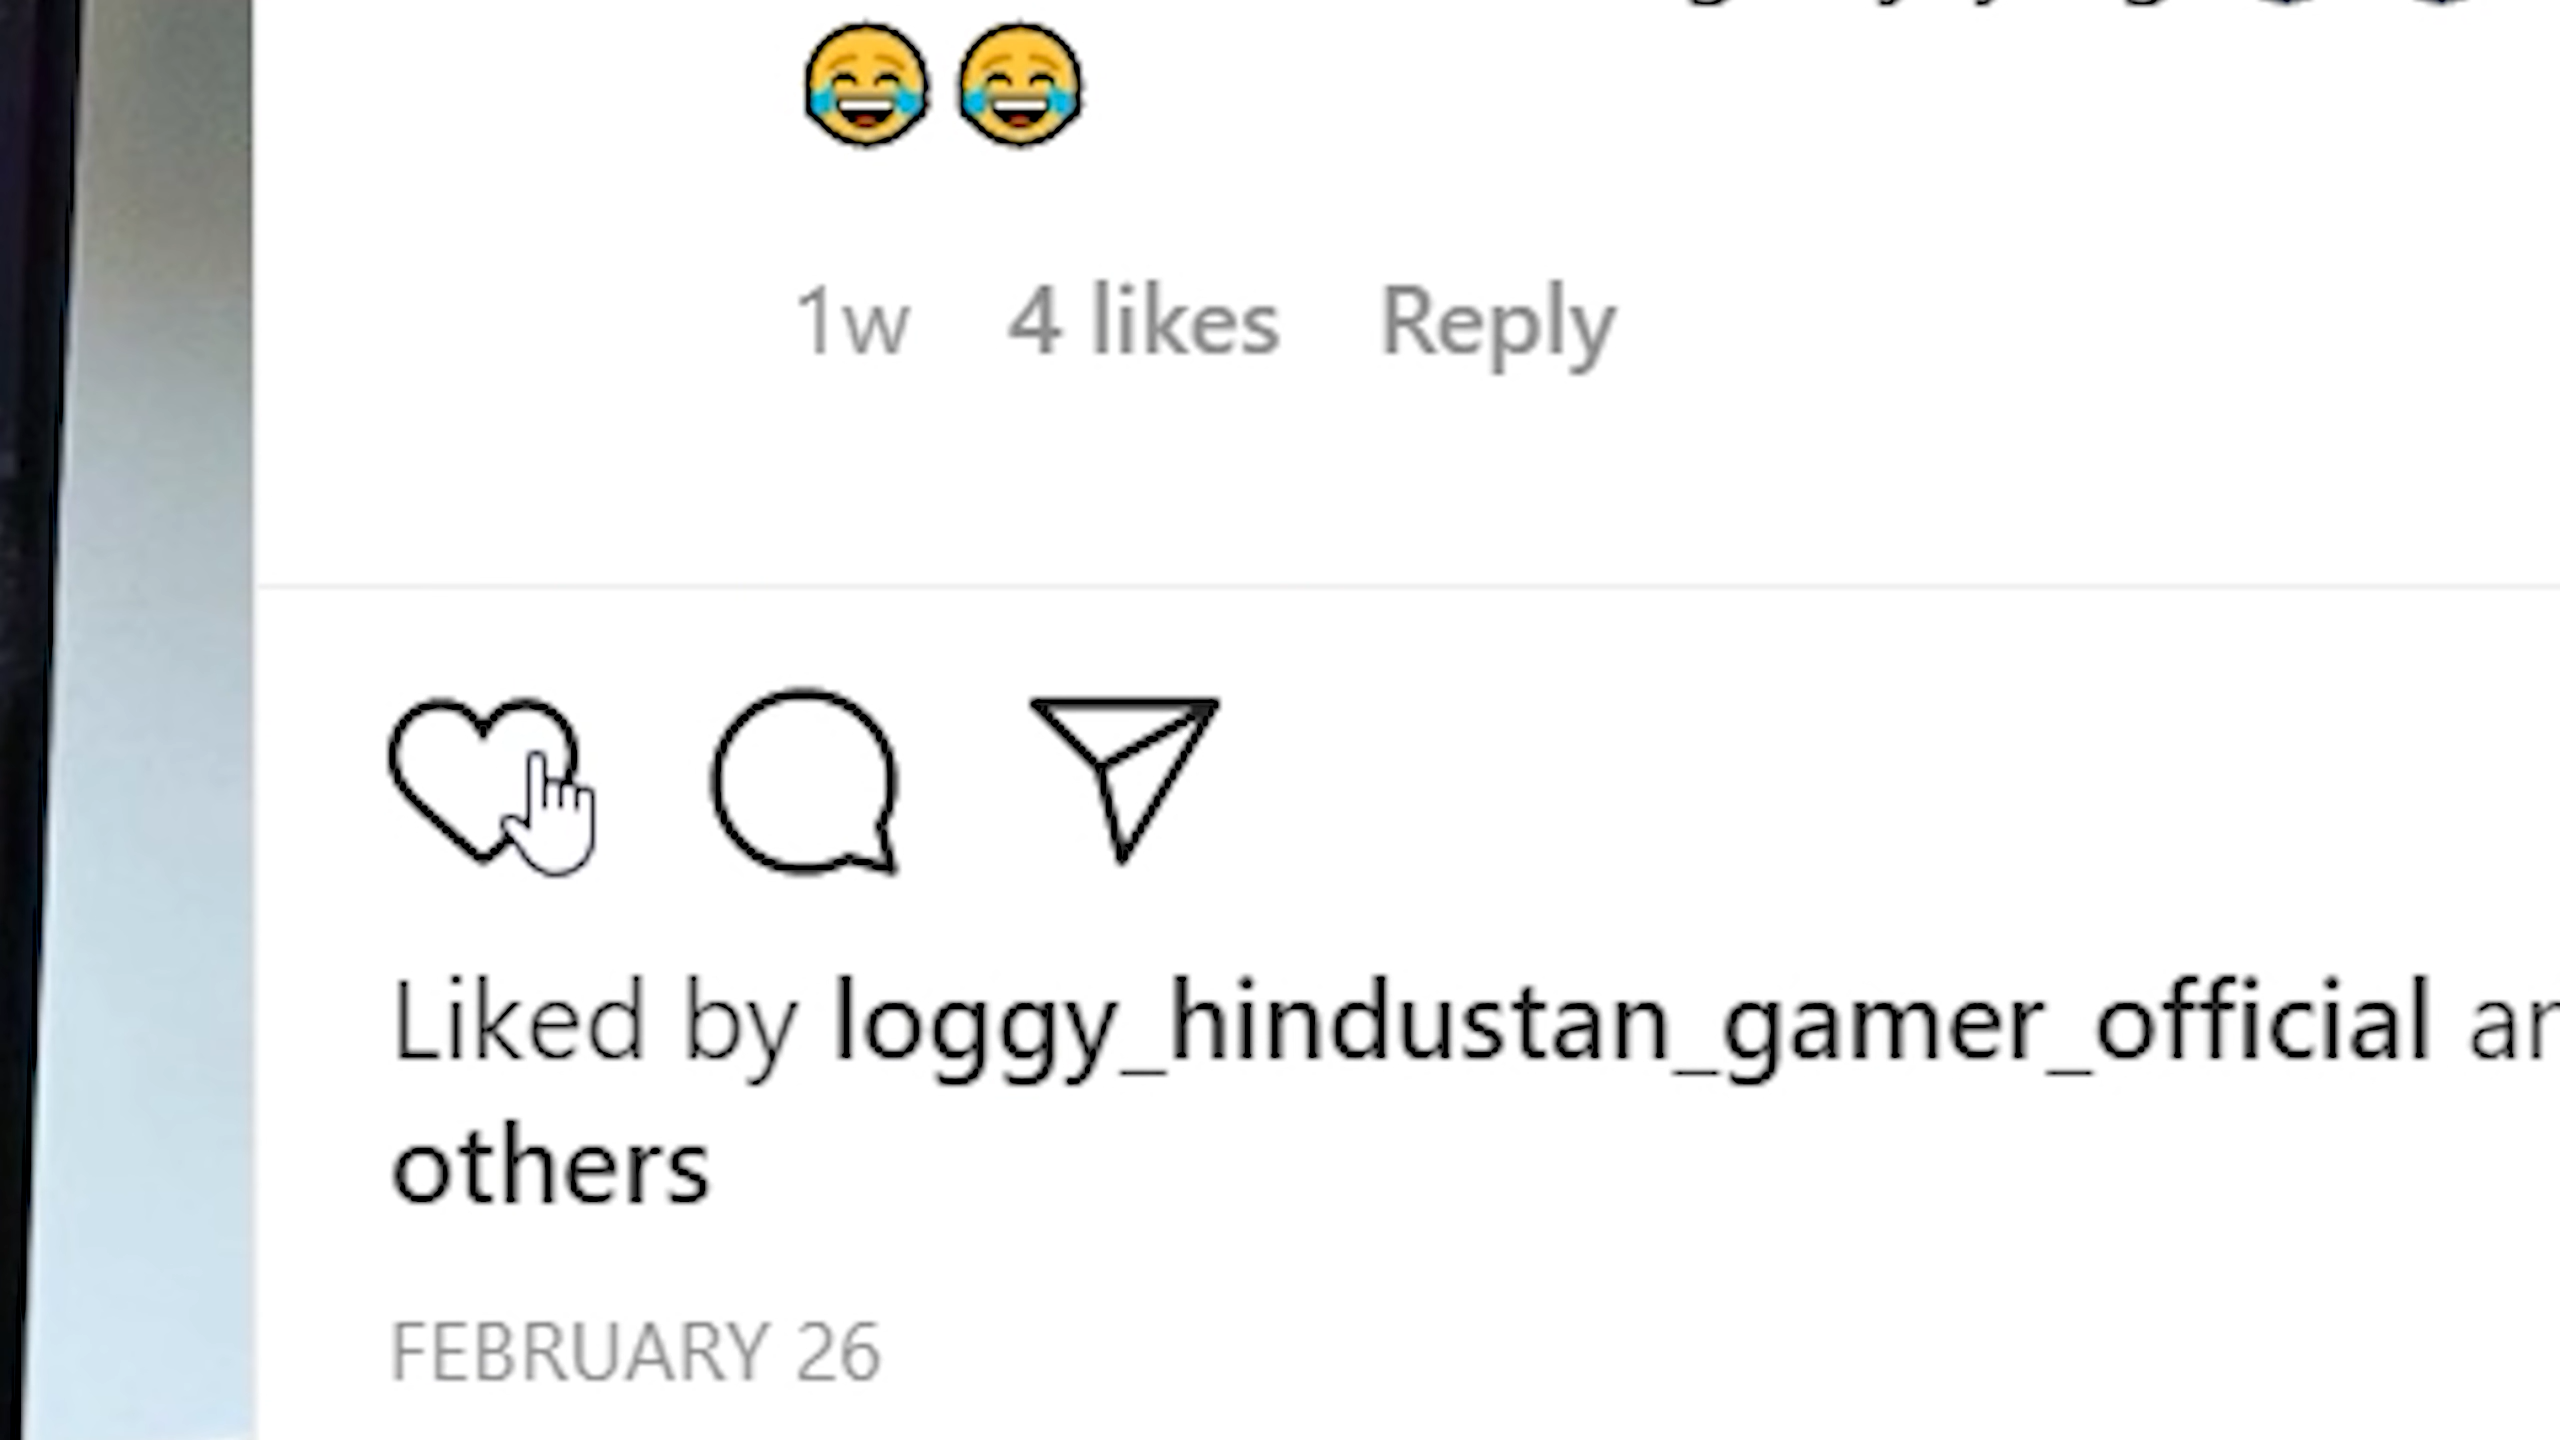 😂😂
1w 4 likes Reply
Liked by loggy_hindustan_gamer_official
others
FEBRUARY 26